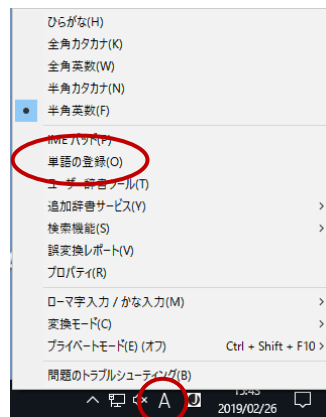 ひらがな(H)
全角カタカナ(K)
全角英数(W)
半角カタカナ(N)
半角英数(F)
IME パッド(P)
単語の登録(O)
ユーザー辞書ツール(T)
追加辞書サービス(Y)
検索機能(S)
誤変換レポート(V)
プロパティ(R)
ローマ字入力 / かな入力(M)
変換モード(C)
プライベートモード(E) (オフ) Ctrl + Shift + F10
問題のトラブルシューティング(B)
A
15:43
2019/02/26